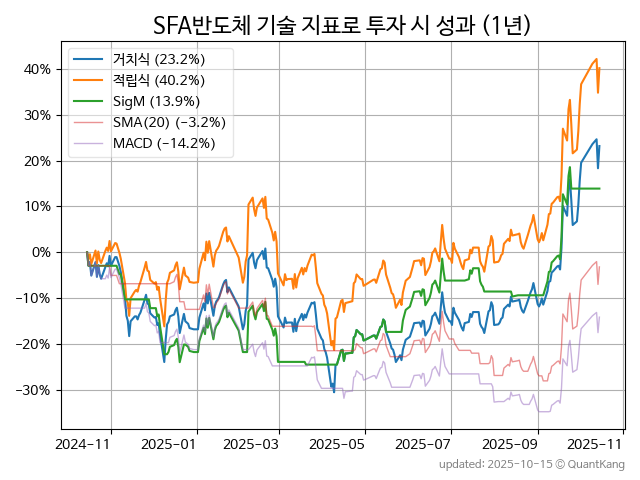 SFA반도체 기술 지표로 투자 시 성과 (1년)
거치식 (23.2%)
적립식 (40.2%)
SigM (13.9%)
SMA(20) (−3.2%)
MACD (−14.2%)
40%
30%
20%
10%
0%
−10%
−20%
−30%
2024-11 2025-01 2025-03 2025-05 2025-07 2025-09 2025-11
updated: 2025-10-15 © QuantKang